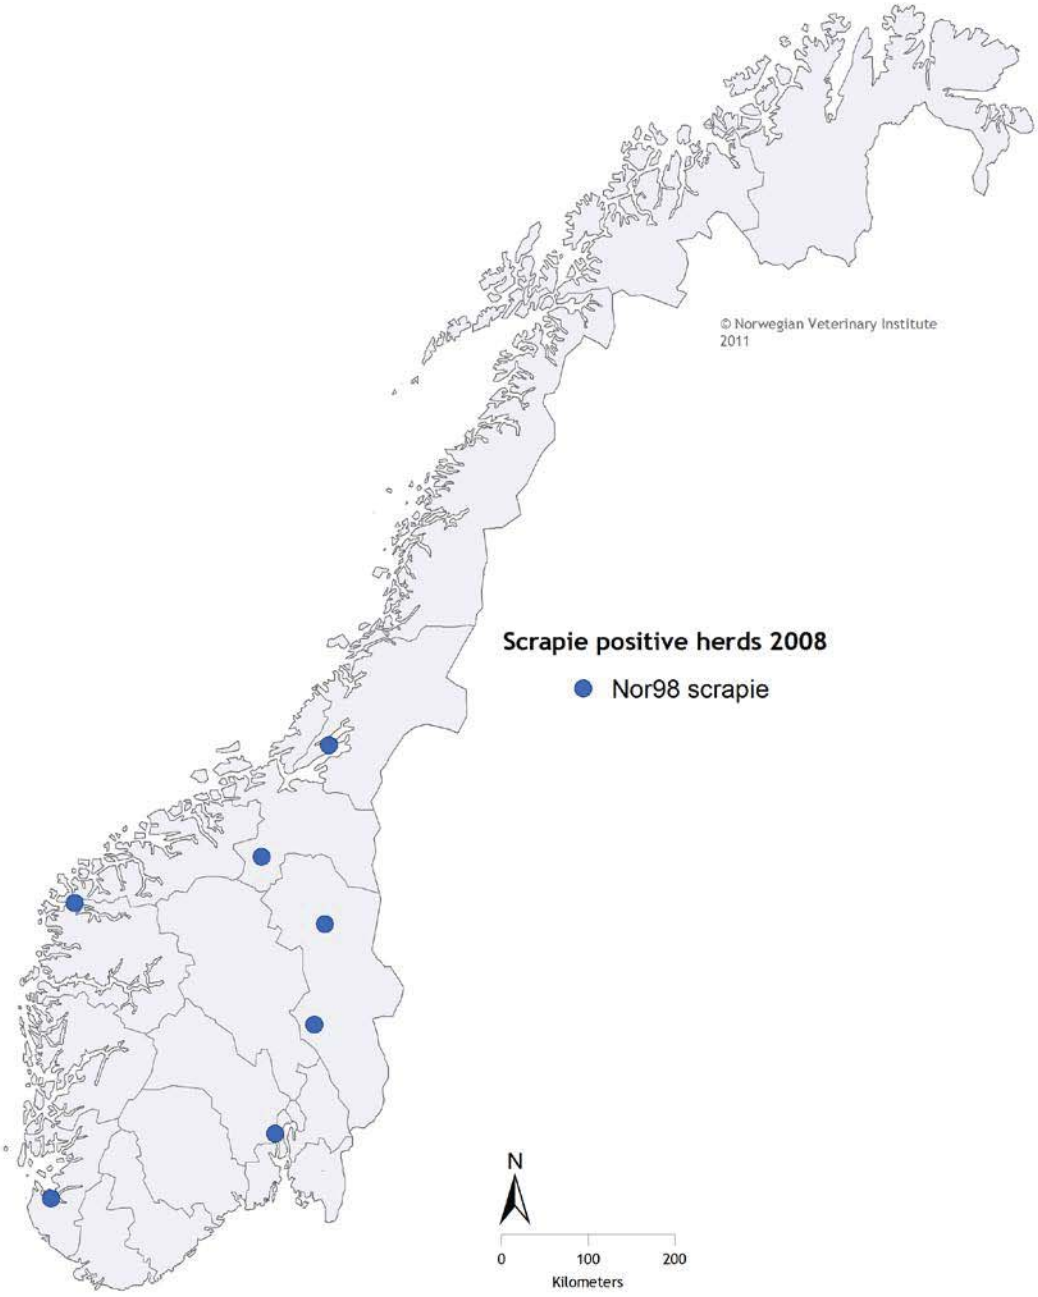 © Norwegian Veterinary Institute
2011
Scrapie positive herds 2008
Nor98 scrapie
N
0 100 200
Kilometers